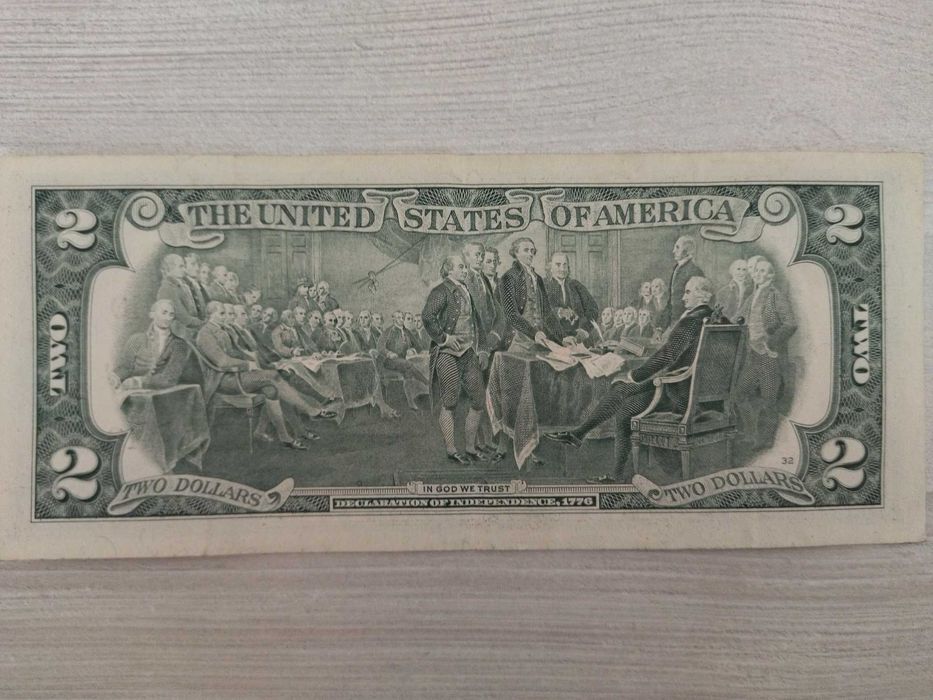 2 THE UNITED STATES OF AMERICA 2
TWO TWO
32
2 TWO DOLLARS TWO DOLLARS 2
IN GOD WE TRUST
DECLARATION OF INDEPENDENCE, 1776